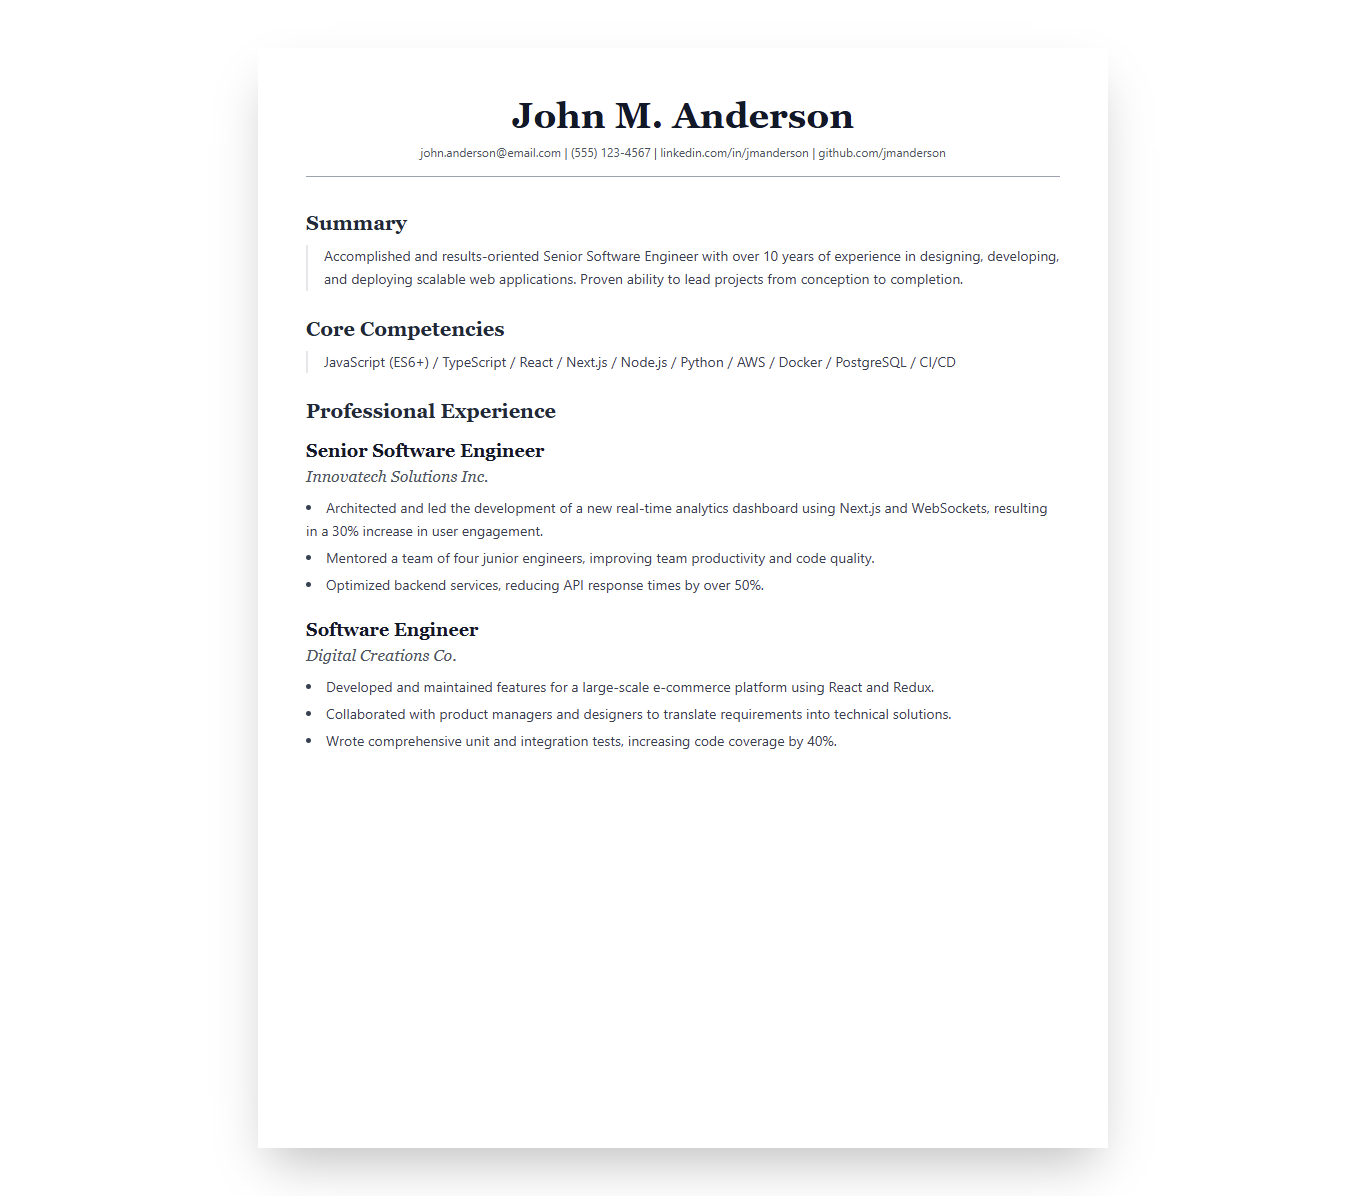 John M. Anderson
john.anderson@email.com | (555) 123-4567 | linkedin.com/in/jmanderson | github.com/jmanderson
Summary
Accomplished and results-oriented Senior Software Engineer with over 10 years of experience in designing, developing,
and deploying scalable web applications. Proven ability to lead projects from conception to completion.
Core Competencies
JavaScript (ES6+) / TypeScript / React / Next.js / Node.js / Python / AWS / Docker / PostgreSQL / CI/CD
Professional Experience
Senior Software Engineer
Innovatech Solutions Inc.
• Architected and led the development of a new real-time analytics dashboard using Next.js and WebSockets, resulting
in a 30% increase in user engagement.
• Mentored a team of four junior engineers, improving team productivity and code quality.
• Optimized backend services, reducing API response times by over 50%.
Software Engineer
Digital Creations Co.
• Developed and maintained features for a large-scale e-commerce platform using React and Redux.
• Collaborated with product managers and designers to translate requirements into technical solutions.
• Wrote comprehensive unit and integration tests, increasing code coverage by 40%.